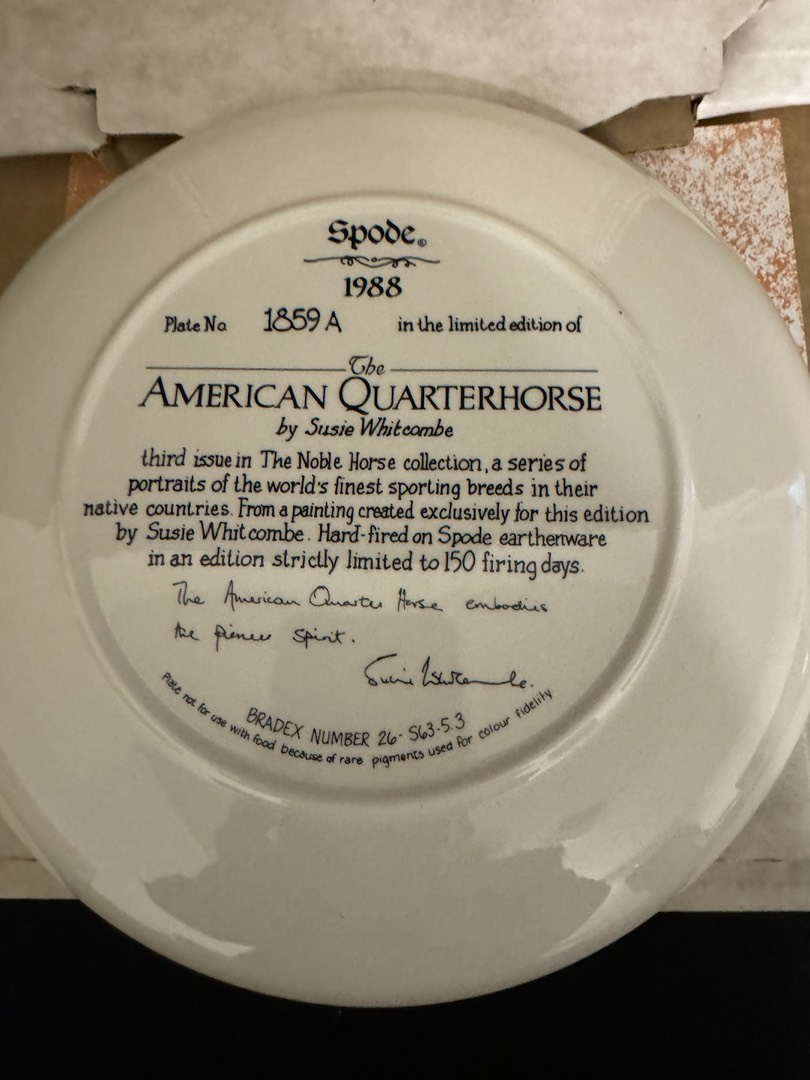 Spode®
1988
Plate No 1859 A in the limited edition of
The
AMERICAN QUARTERHORSE
by Susie Whitcombe
third issue in The Noble Horse collection, a series of
portraits of the world's finest sporting breeds in their
native countries. From a painting created exclusively for this edition
by Susie Whitcombe. Hard-fired on Spode earthenware
in an edition strictly limited to 150 firing days.
The American Quarter Horse embodies
the pioneer spirit.
Susie Whitcombe.
BRADEX NUMBER 26-S63-5.3
Plate not for use with food because of rare pigments used for colour fidelity